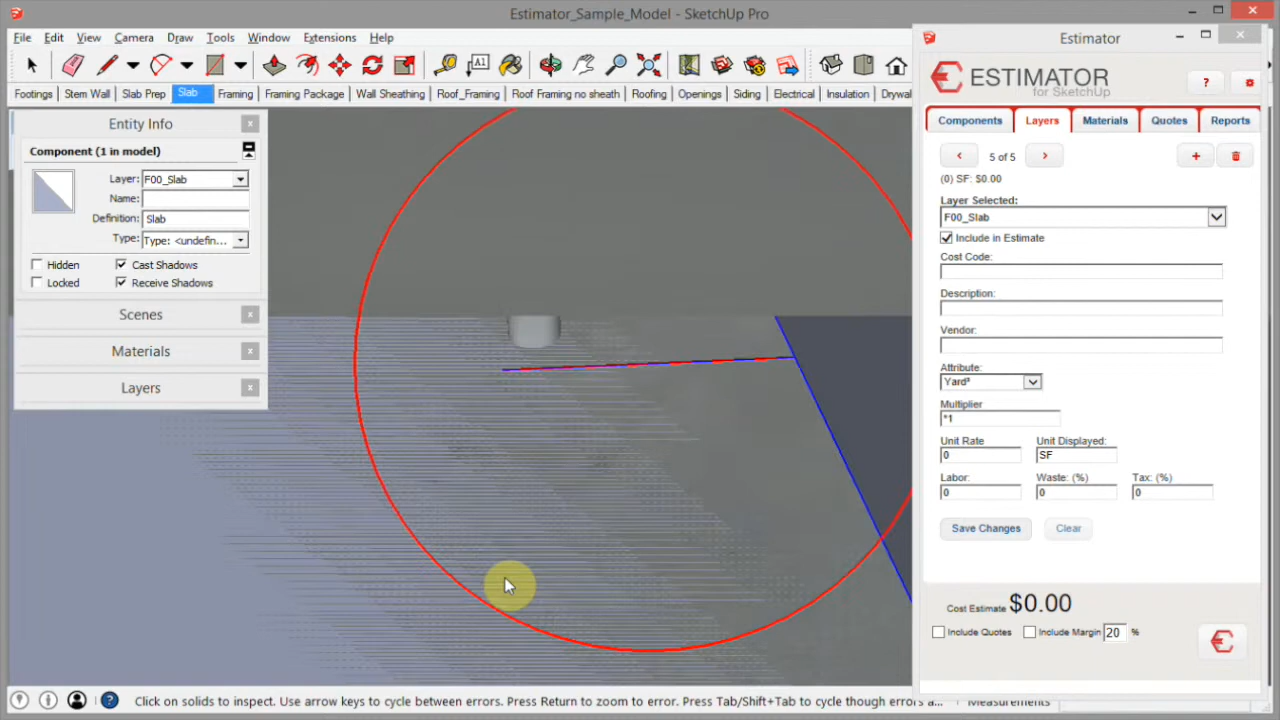 Estimator_Sample_Model - SketchUp Pro
File Edit View Camera Draw Tools Window Extensions Help
A1
Footings Stem Wall Slab Prep Slab Framing Framing Package Wall Sheathing Roof_Framing Roof Framing no sheath Roofing Openings Siding Electrical Insulation Drywal
Entity Info
Component (1 in model)
Layer: F00_Slab
Name:
Definition: Slab
Type: Type: <undefin...
Hidden Cast Shadows
Locked Receive Shadows
Scenes
Materials
Layers
Estimator
ESTIMATOR
for SketchUp
?
Components Layers Materials Quotes Reports
< 5 of 5 > +
(0) SF: $0.00
Layer Selected:
F00_Slab
Include in Estimate
Cost Code:
Description:
Vendor:
Attribute:
Yard³
Multiplier
*1
Unit Rate Unit Displayed:
0 SF
Labor: Waste: (%) Tax: (%)
0 0 0
Save Changes Clear
Cost Estimate $0.00
Include Quotes Include Margin 20 %
Click on solids to inspect. Use arrow keys to cycle between errors. Press Return to zoom to error. Press Tab/Shift+Tab to cycle though errors a... Measurements